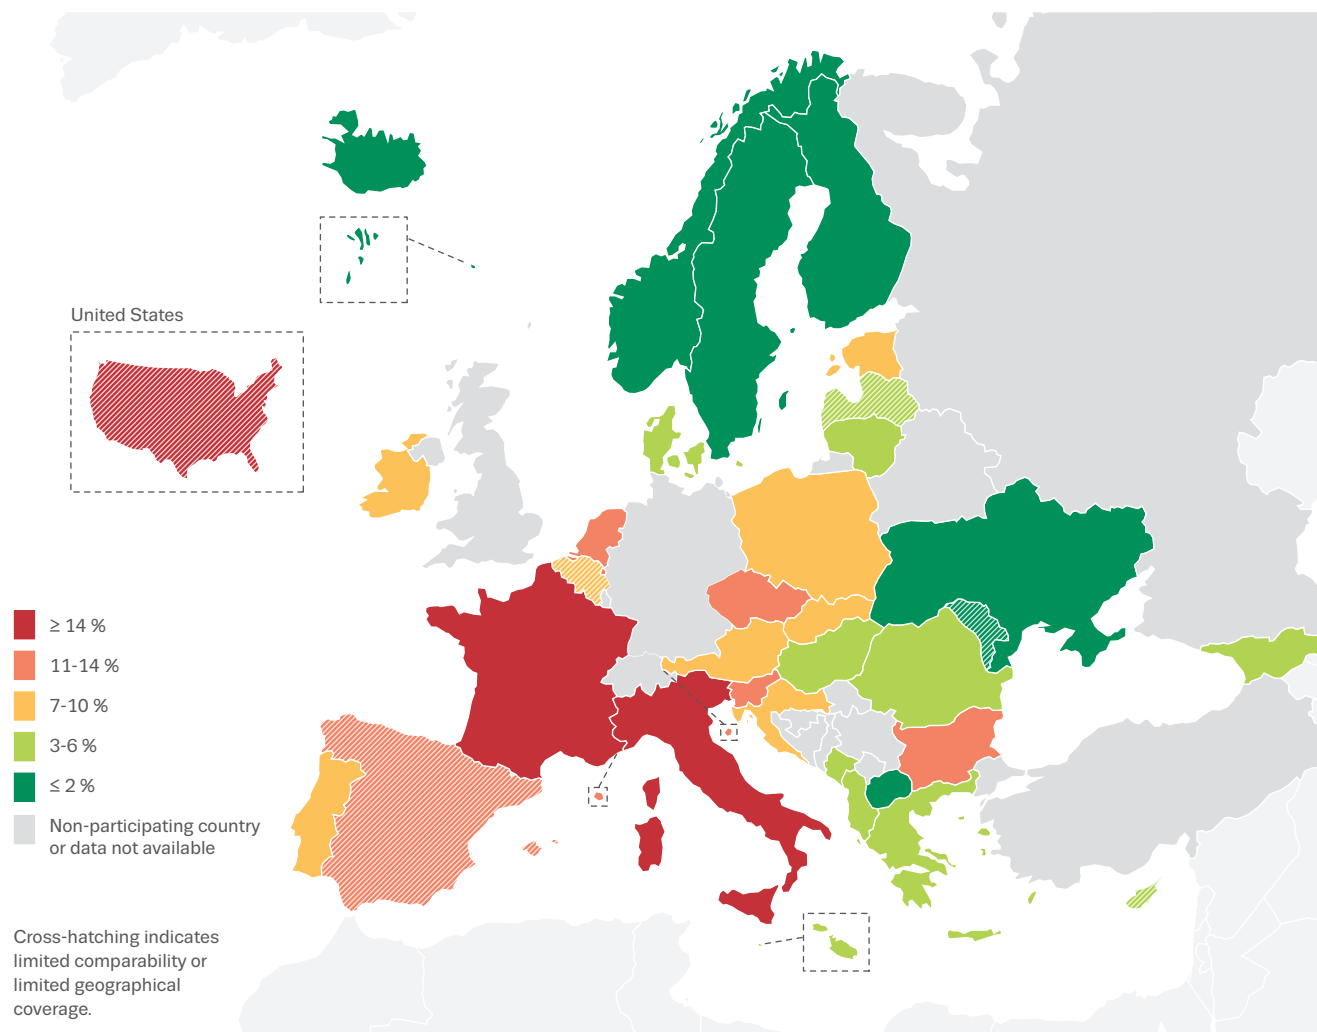 United States
≥ 14 %
11-14 %
7-10 %
3-6 %
≤ 2 %
Non-participating country
or data not available
Cross-hatching indicates
limited comparability or
limited geographical
coverage.